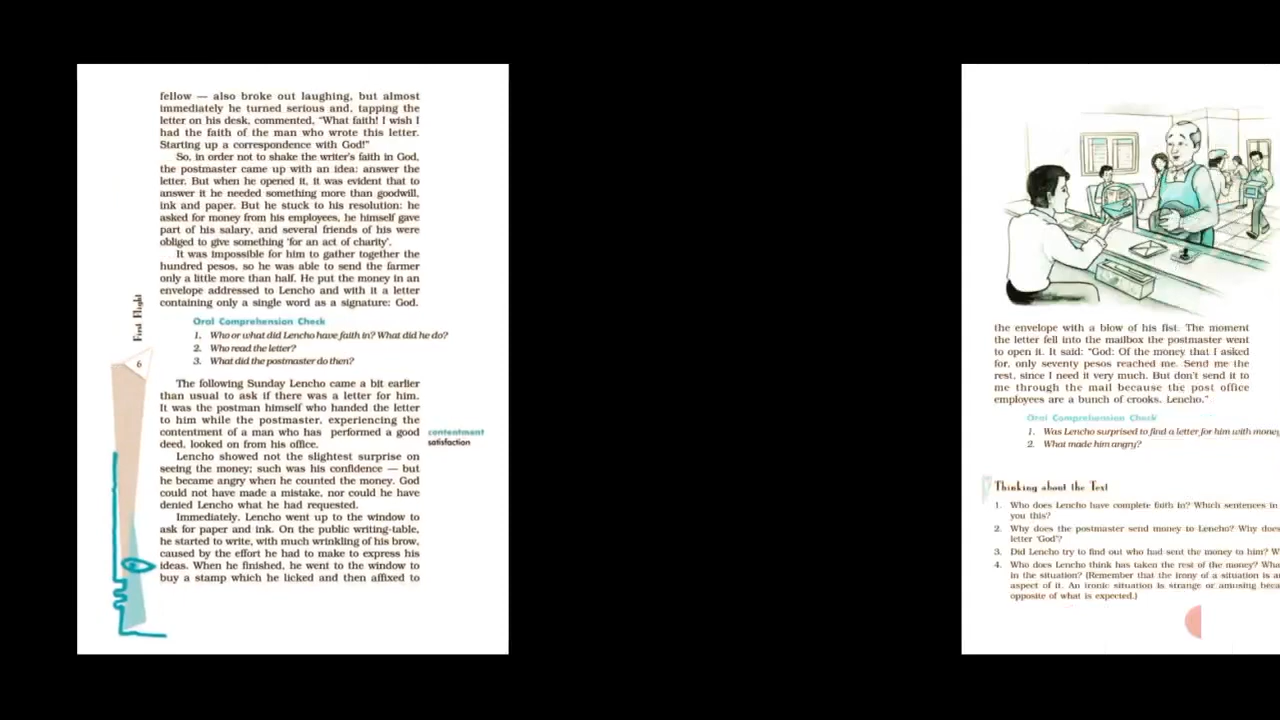 fellow — also broke out laughing, but almost
immediately he turned serious and, tapping the
letter on his desk, commented, "What faith! I wish I
had the faith of the man who wrote this letter.
Starting up a correspondence with God!"
So, in order not to shake the writer's faith in God,
the postmaster came up with an idea: answer the
letter. But when he opened it, it was evident that to
answer it he needed something more than goodwill,
ink and paper. But he stuck to his resolution: he
asked for money from his employees, he himself gave
part of his salary, and several friends of his were
obliged to give something 'for an act of charity'.
It was impossible for him to gather together the
hundred pesos, so he was able to send the farmer
only a little more than half. He put the money in an
envelope addressed to Lencho and with it a letter
containing only a single word as a signature: God.
First Flight
6
Oral Comprehension Check
1. Who or what did Lencho have faith in? What did he do?
2. Who read the letter?
3. What did the postmaster do then?
The following Sunday Lencho came a bit earlier
than usual to ask if there was a letter for him.
It was the postman himself who handed the letter
to him while the postmaster, experiencing the
contentment of a man who has performed a good
deed, looked on from his office.
contentment
satisfaction
Lencho showed not the slightest surprise on
seeing the money; such was his confidence — but
he became angry when he counted the money. God
could not have made a mistake, nor could he have
denied Lencho what he had requested.
Immediately, Lencho went up to the window to
ask for paper and ink. On the public writing-table,
he started to write, with much wrinkling of his brow,
caused by the effort he had to make to express his
ideas. When he finished, he went to the window to
buy a stamp which he licked and then affixed to
the envelope with a blow of his fist. The moment
the letter fell into the mailbox the postmaster went
to open it. It said: "God: Of the money that I asked
for, only seventy pesos reached me. Send me the
rest, since I need it very much. But don't send it to
me through the mail because the post office
employees are a bunch of crooks. Lencho."
Oral Comprehension Check
1. Was Lencho surprised to find a letter for him with money
2. What made him angry?
Thinking about the Text
1. Who does Lencho have complete faith in? Which sentences in
you this?
2. Why does the postmaster send money to Lencho? Why does
letter 'God'?
3. Did Lencho try to find out who had sent the money to him? W
4. Who does Lencho think has taken the rest of the money? Wha
in the situation? (Remember that the irony of a situation is an
aspect of it. An ironic situation is strange or amusing beca
opposite of what is expected.)